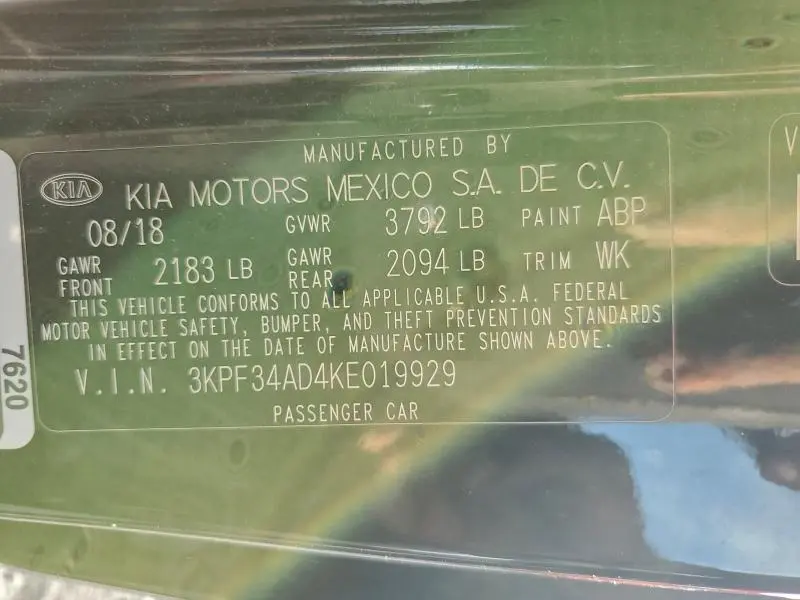 MANUFACTURED BY
KIA KIA MOTORS MEXICO S.A. DE C.V.
08/18 GVWR 3792 LB PAINT ABP
GAWR FRONT 2183 LB GAWR REAR 2094 LB TRIM WK
THIS VEHICLE CONFORMS TO ALL APPLICABLE U.S.A. FEDERAL
MOTOR VEHICLE SAFETY, BUMPER, AND THEFT PREVENTION STANDARDS
IN EFFECT ON THE DATE OF MANUFACTURE SHOWN ABOVE.
V.I.N. 3KPF34AD4KE019929
PASSENGER CAR
7620
V